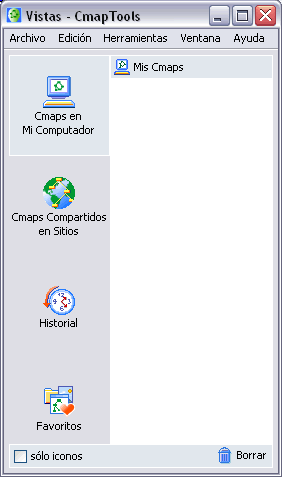 Vistas - CmapTools
Archivo Edición Herramientas Ventana Ayuda
Mis Cmaps
Cmaps en
Mi Computador
Cmaps Compartidos
en Sitios
Historial
Favoritos
sólo iconos
Borrar